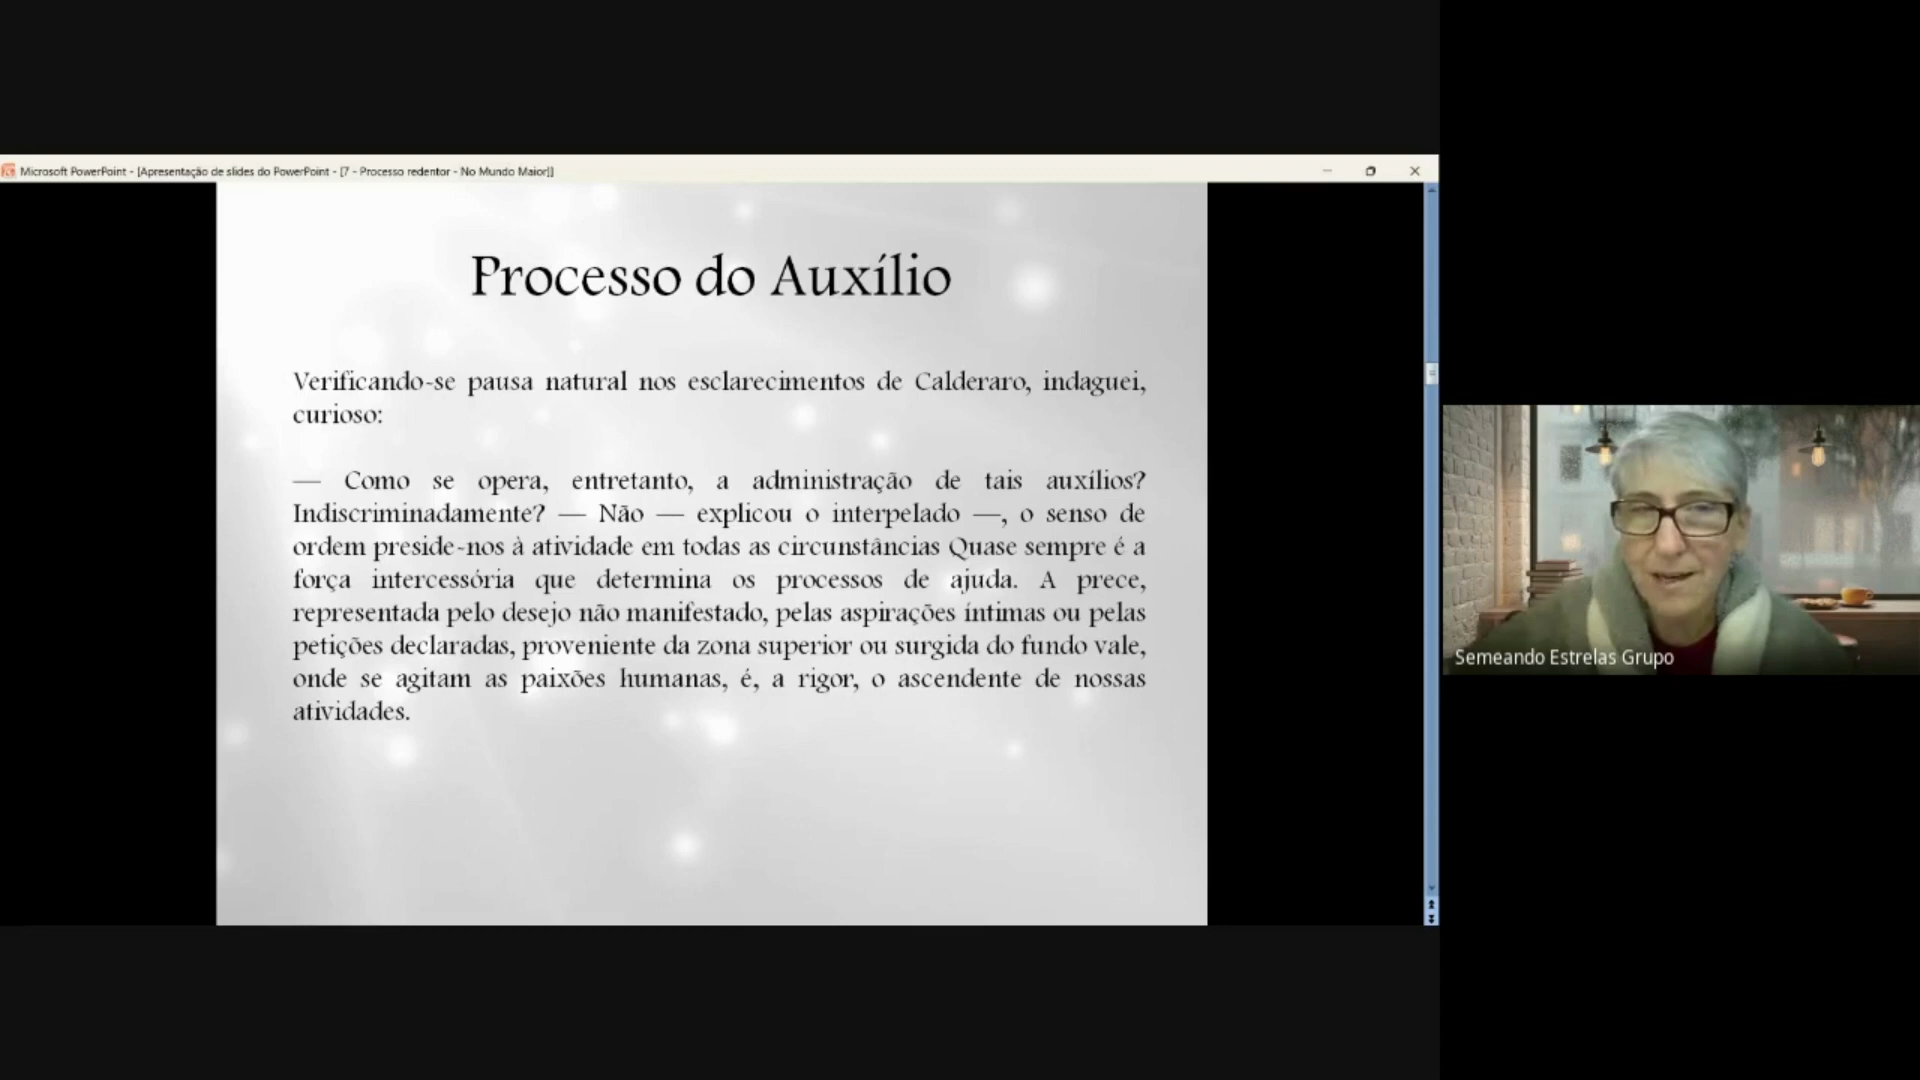 Microsoft PowerPoint - [Apresentação de slides do PowerPoint - [7 - Processo redentor - No Mundo Maior]]
Processo do Auxílio
Verificando-se pausa natural nos esclarecimentos de Calderaro, indaguei,
curioso:
— Como se opera, entretanto, a administração de tais auxílios?
Indiscriminadamente? — Não — explicou o interpelado —, o senso de
ordem preside-nos à atividade em todas as circunstâncias Quase sempre é a
força intercessória que determina os processos de ajuda. A prece,
representada pelo desejo não manifestado, pelas aspirações íntimas ou pelas
petições declaradas, proveniente da zona superior ou surgida do fundo vale,
onde se agitam as paixões humanas, é, a rigor, o ascendente de nossas
atividades.
Semeando Estrelas Grupo